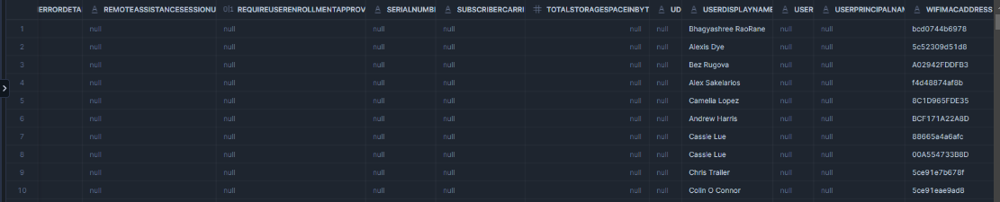 ERRORDETA REMOTEASSISTANCESESSIONU REQUIREUSERENROLLMENTAPPROV SERIALNUMBI SUBSCRIBERCARRI TOTALSTORAGESPACEINBYT UD USERDISPLAYNAME USER USERPRINCIPALNAN WIFIMACADDRESS
1 null null null null null null Bhagyashree RaoRane null null bcd0744b6978
2 null null null null null null Alexis Dye null null 5c52309d51d8
3 null null null null null null Bez Rugova null null A02942FDDFB3
4 null null null null null null Alex Sakelarios null null f4d48874af8b
5 null null null null null null Camelia Lopez null null 8C1D965FDE35
6 null null null null null null Andrew Harris null null BCF171A22A8D
7 null null null null null null Cassie Lue null null 88665a4a6afc
8 null null null null null null Cassie Lue null null 00A554733B8D
9 null null null null null null Chris Trailer null null 5ce91e7b678f
10 null null null null null null Colin O Connor null null 5ce91eae9ad8